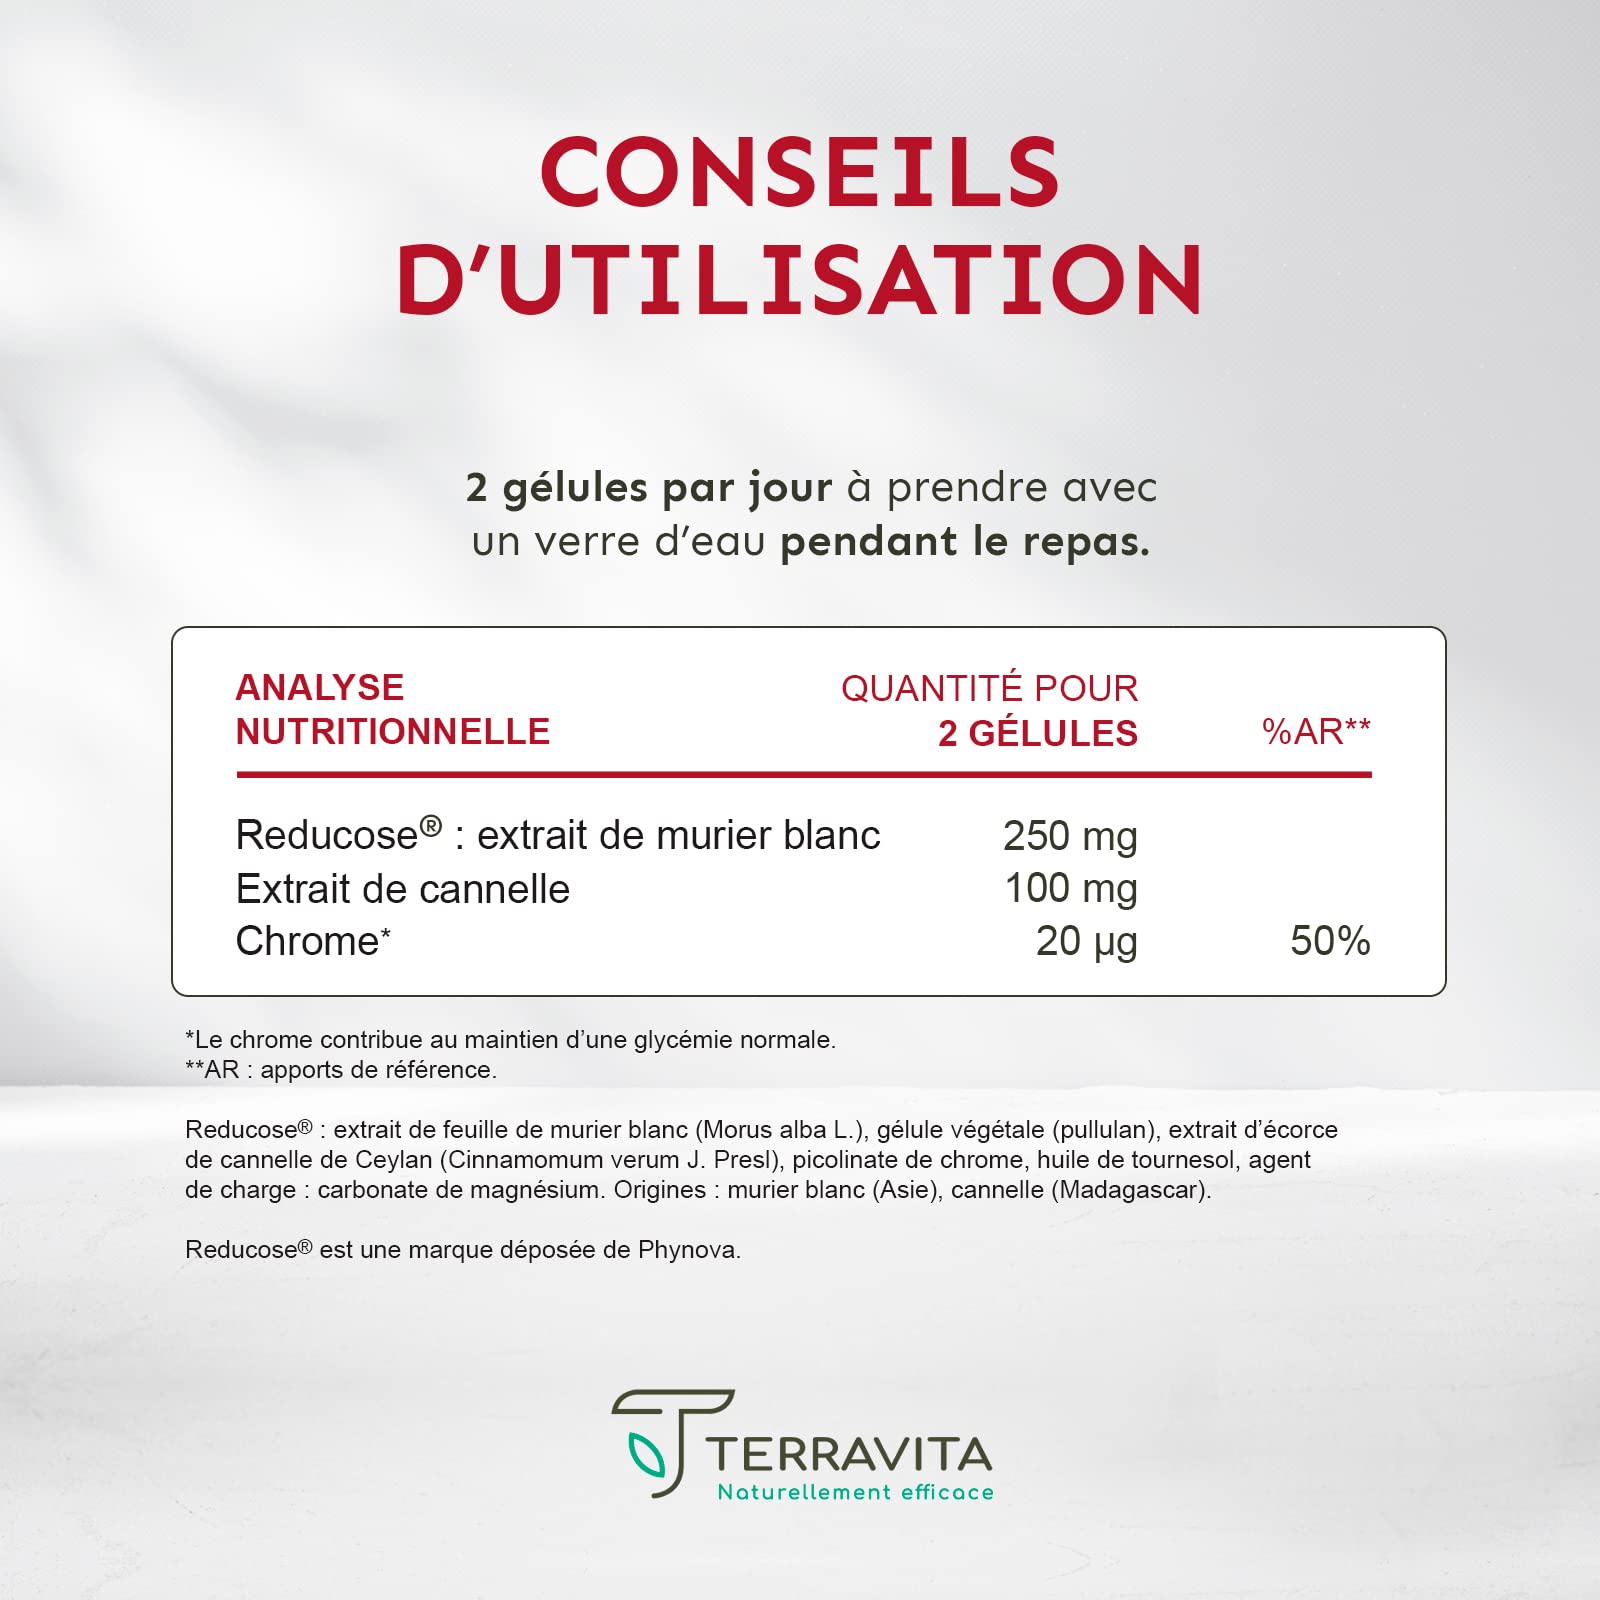 CONSEILS
D’UTILISATION
2 gélules par jour à prendre avec
un verre d’eau pendant le repas.
ANALYSE
NUTRITIONNELLE
QUANTITÉ POUR
2 GÉLULES
%AR**
Reducose® : extrait de murier blanc 250 mg
Extrait de cannelle 100 mg
Chrome* 20 µg 50%
*Le chrome contribue au maintien d’une glycémie normale.
**AR : apports de référence.
Reducose® : extrait de feuille de murier blanc (Morus alba L.), gélule végétale (pullulan), extrait d’écorce
de cannelle de Ceylan (Cinnamomum verum J. Presl), picolinate de chrome, huile de tournesol, agent
de charge : carbonate de magnésium. Origines : murier blanc (Asie), cannelle (Madagascar).
Reducose® est une marque déposée de Phynova.
TERRAVITA
Naturellement efficace